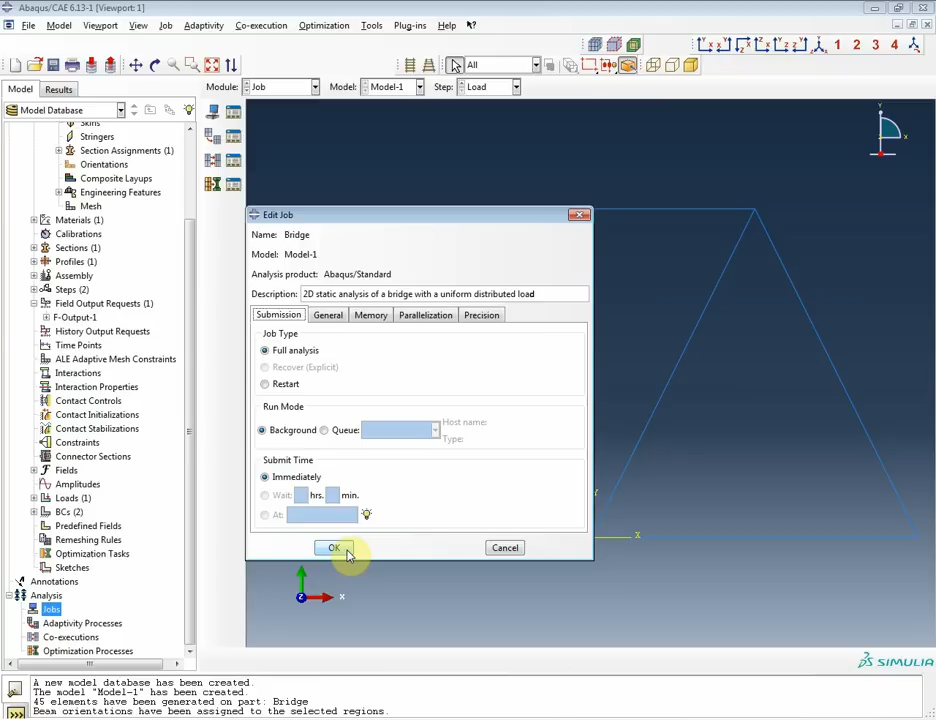 Abaqus/CAE 6.13-1 [Viewport: 1]
File Model Viewport View Job Adaptivity Co-execution Optimization Tools Plug-ins Help
All
1 2 3 4
Model Results Module: Job Model: Model-1 Step: Load
Model Database
Skins
Stringers
Section Assignments (1)
Orientations
Composite Layups
Engineering Features
Mesh
Materials (1)
Calibrations
Sections (1)
Profiles (1)
Assembly
Steps (2)
Field Output Requests (1)
F-Output-1
History Output Requests
Time Points
ALE Adaptive Mesh Constraints
Interactions
Interaction Properties
Contact Controls
Contact Initializations
Contact Stabilizations
Constraints
Connector Sections
Fields
Amplitudes
Loads (1)
BCs (2)
Predefined Fields
Remeshing Rules
Optimization Tasks
Sketches
Annotations
Analysis
Jobs
Adaptivity Processes
Co-executions
Optimization Processes
Edit Job
Name: Bridge
Model: Model-1
Analysis product: Abaqus/Standard
Description: 2D static analysis of a bridge with a uniform distributed load
Submission General Memory Parallelization Precision
Job Type
Full analysis
Recover (Explicit)
Restart
Run Mode
Background Queue: Host name:
Type:
Submit Time
Immediately
Wait: hrs. min.
At:
OK Cancel
Y
X
Y
X
Z X
SIMULIA
A new model database has been created.
The model "Model-1" has been created.
45 elements have been generated on part: Bridge
Beam orientations have been assigned to the selected regions.